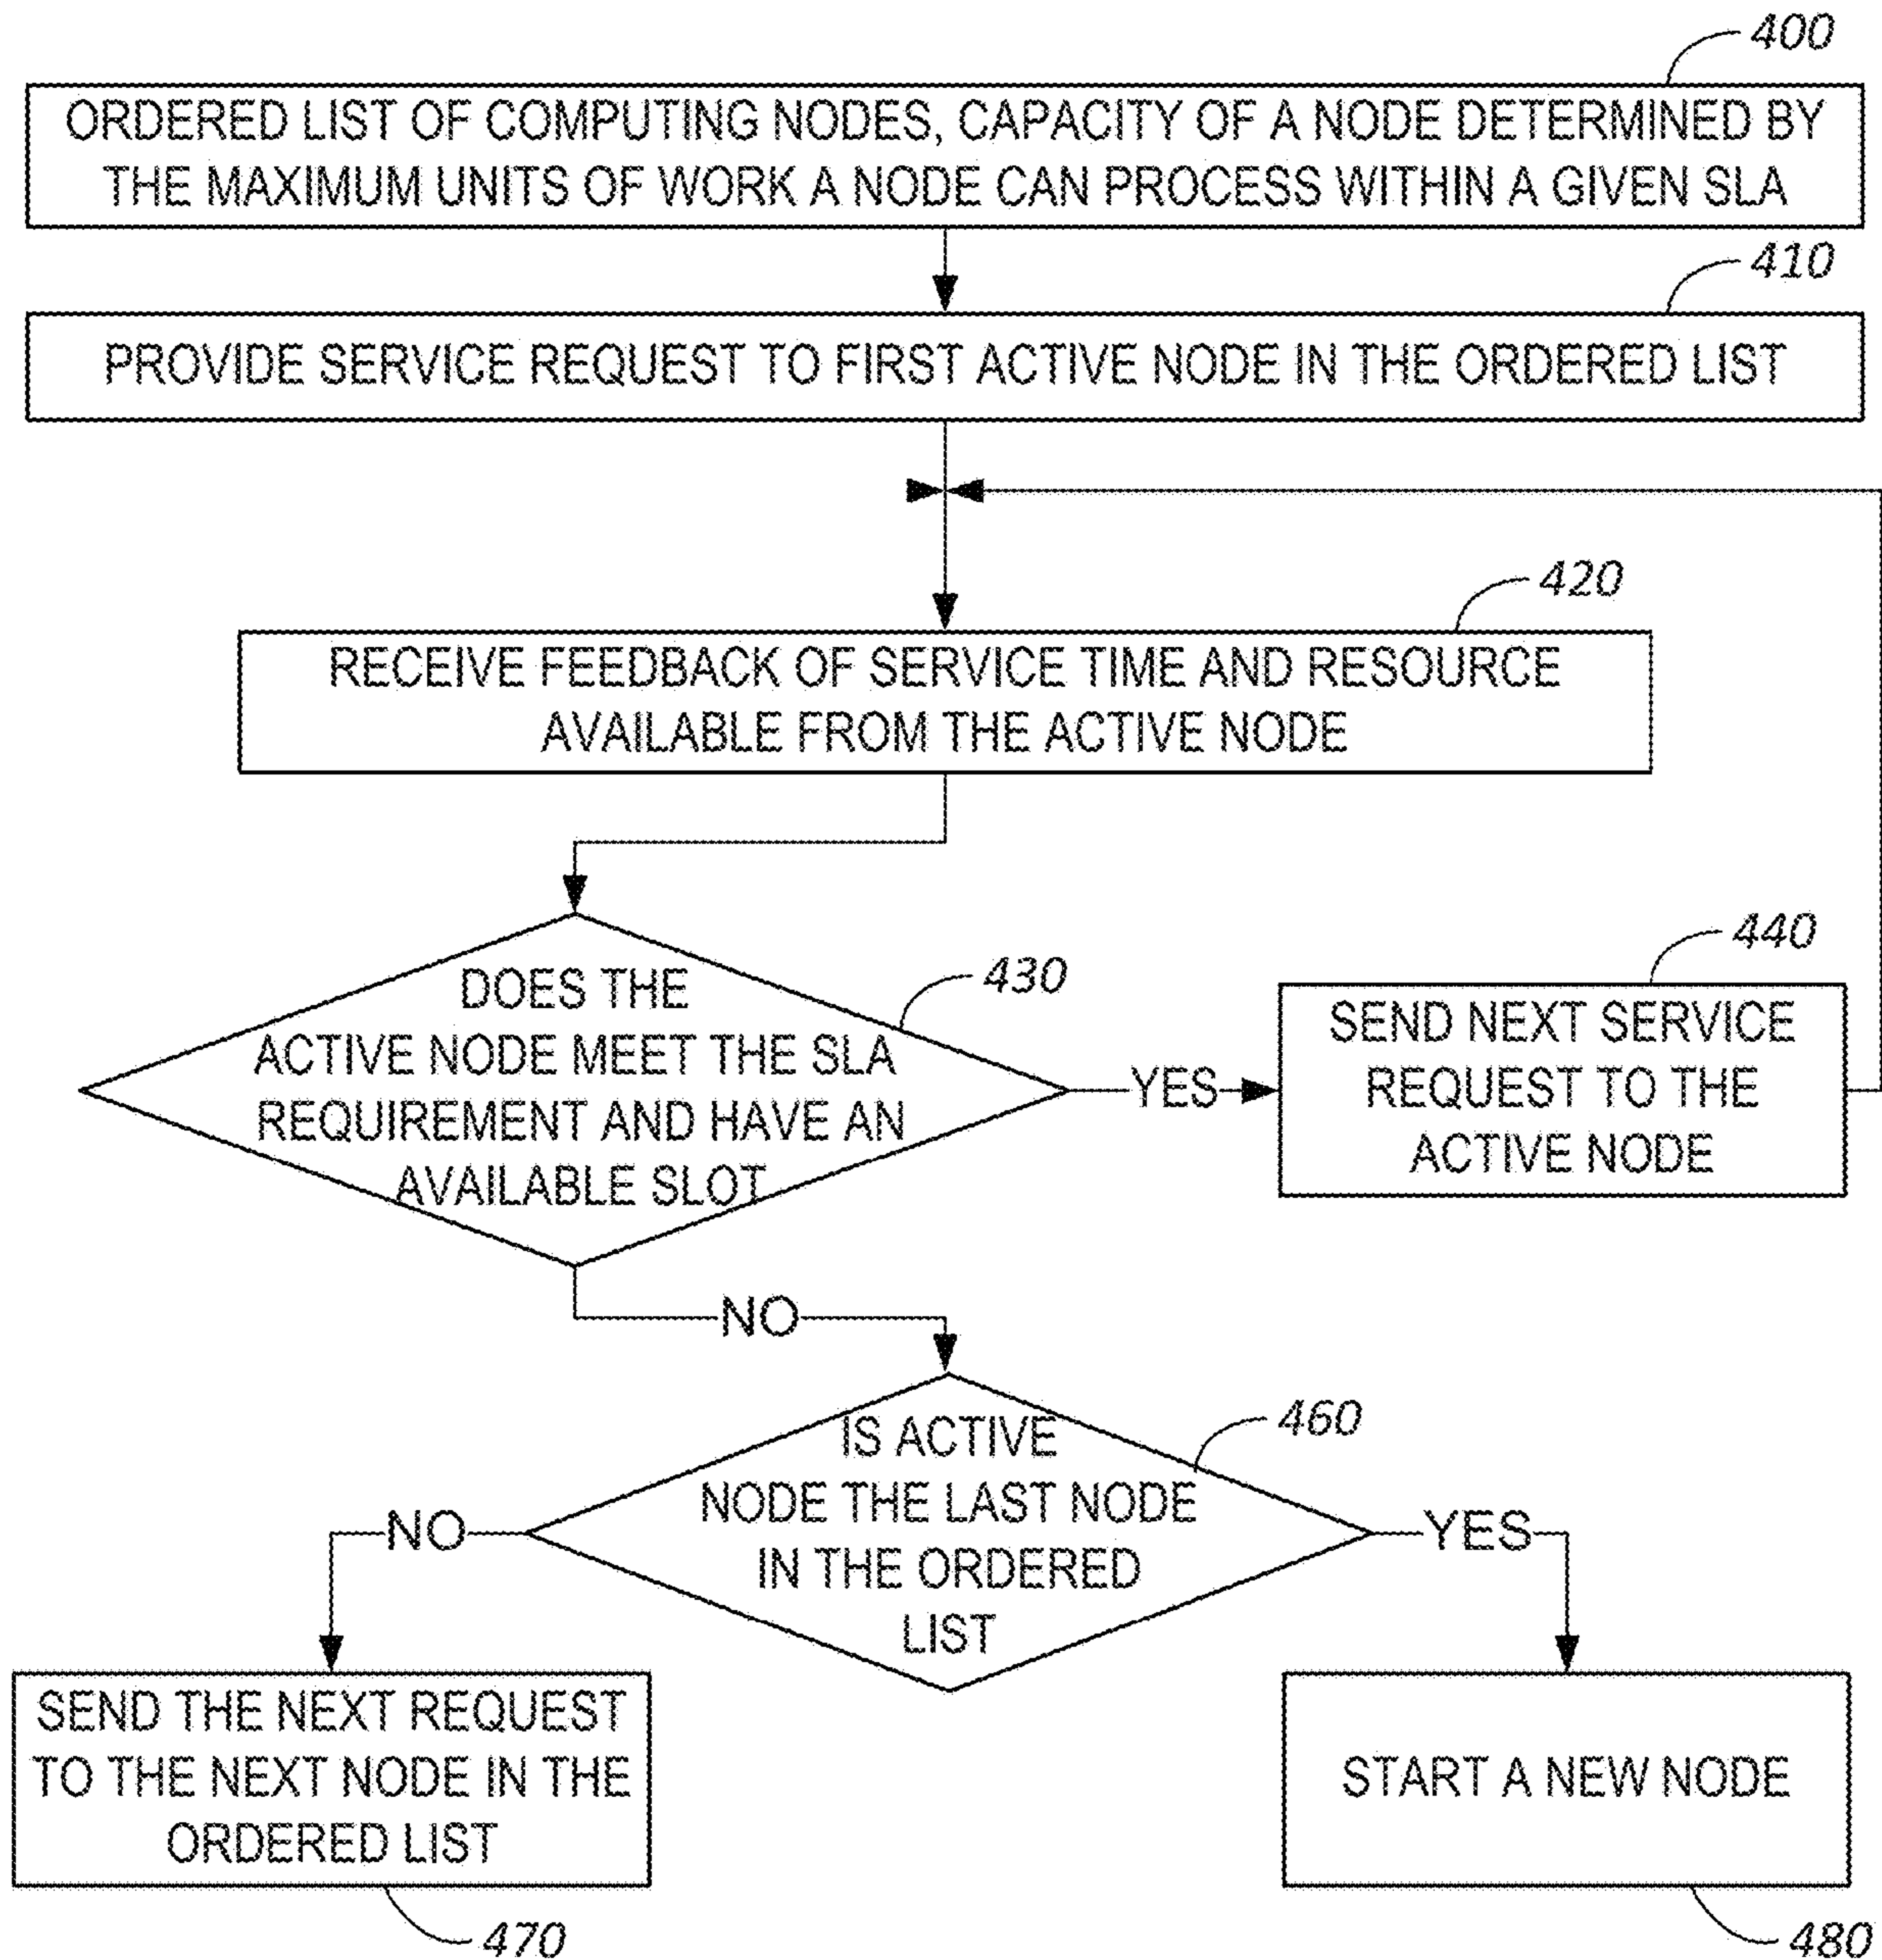 400
ORDERED LIST OF COMPUTING NODES, CAPACITY OF A NODE DETERMINED BY
THE MAXIMUM UNITS OF WORK A NODE CAN PROCESS WITHIN A GIVEN SLA
410
PROVIDE SERVICE REQUEST TO FIRST ACTIVE NODE IN THE ORDERED LIST
420
RECEIVE FEEDBACK OF SERVICE TIME AND RESOURCE
AVAILABLE FROM THE ACTIVE NODE
430
DOES THE
ACTIVE NODE MEET THE SLA
REQUIREMENT AND HAVE AN
AVAILABLE SLOT
YES
440
SEND NEXT SERVICE
REQUEST TO THE
ACTIVE NODE
NO
460
IS ACTIVE
NODE THE LAST NODE
IN THE ORDERED
LIST
NO
YES
SEND THE NEXT REQUEST
TO THE NEXT NODE IN THE
ORDERED LIST
470
START A NEW NODE
480